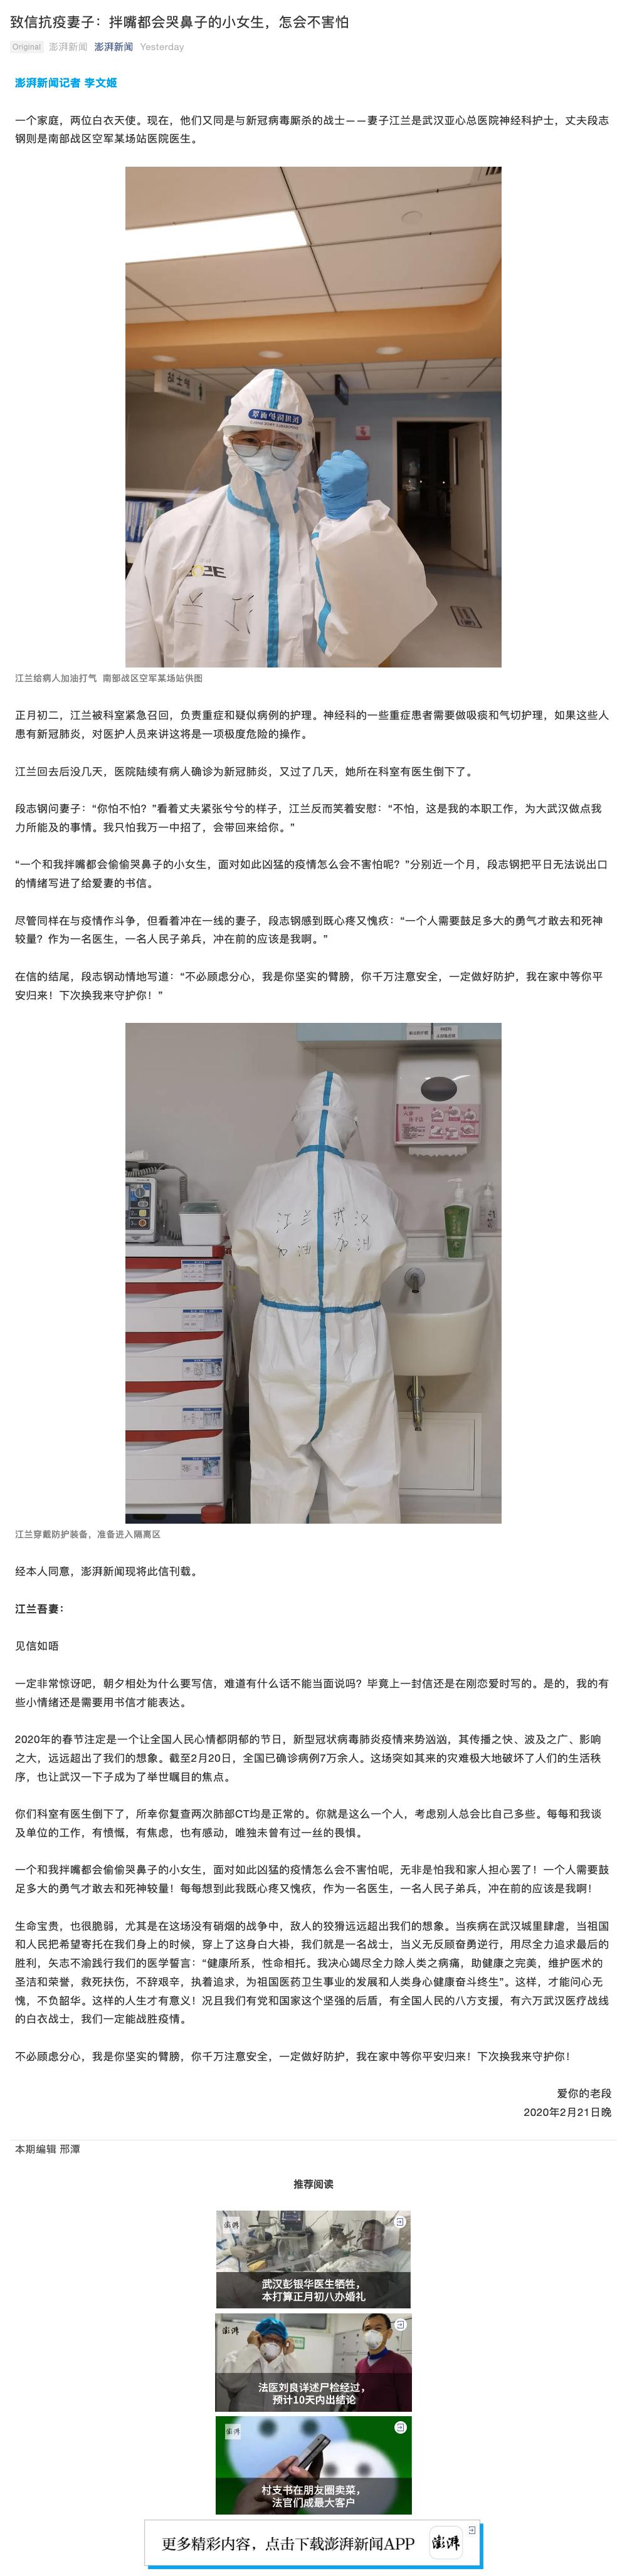 致信抗疫妻子：拌嘴都会哭鼻子的小女生，怎会不害怕
Original 澎湃新闻 澎湃新闻 Yesterday
澎湃新闻记者 李文姬
一个家庭，两位白衣天使。现在，他们又同是与新冠病毒厮杀的战士——妻子江兰是武汉亚心总医院神经科护士，丈夫段志
钢则是南部战区空军某场站医院医生。
江兰给病人加油打气 南部战区空军某场站供图
正月初二，江兰被科室紧急召回，负责重症和疑似病例的护理。神经科的一些重症患者需要做吸痰和气切护理，如果这些人
患有新冠肺炎，对医护人员来讲这将是一项极度危险的操作。
江兰回去后没几天，医院陆续有病人确诊为新冠肺炎，又过了几天，她所在科室有医生倒下了。
段志钢问妻子：“你怕不怕？”看着丈夫紧张兮兮的样子，江兰反而笑着安慰：“不怕，这是我的本职工作，为大武汉做点我
力所能及的事情。我只怕我万一中招了，会带回来给你。”
“一个和我拌嘴都会偷偷哭鼻子的小女生，面对如此凶猛的疫情怎么会不害怕呢？”分别近一个月，段志钢把平日无法说出口
的情绪写进了给爱妻的书信。
尽管同样在与疫情作斗争，但看着冲在一线的妻子，段志钢感到既心疼又愧疚：“一个人需要鼓足多大的勇气才敢去和死神
较量？作为一名医生，一名人民子弟兵，冲在前的应该是我啊。”
在信的结尾，段志钢动情地写道：“不必顾虑分心，我是你坚实的臂膀，你千万注意安全，一定做好防护，我在家中等你平
安归来！下次换我来守护你！”
江兰 武汉
加油 加油
江兰穿戴防护装备，准备进入隔离区
经本人同意，澎湃新闻现将此信刊载。
江兰吾妻：
见信如唔
一定非常惊讶吧，朝夕相处为什么要写信，难道有什么话不能当面说吗？毕竟上一封信还是在刚恋爱时写的。是的，我的有
些小情绪还是需要用书信才能表达。
2020年的春节注定是一个让全国人民心情都阴郁的节日，新型冠状病毒肺炎疫情来势汹汹，其传播之快、波及之广、影响
之大，远远超出了我们的想象。截至2月20日，全国已确诊病例7万余人。这场突如其来的灾难极大地破坏了人们的生活秩
序，也让武汉一下子成为了举世瞩目的焦点。
你们科室有医生倒下了，所幸你复查两次肺部CT均是正常的。你就是这么一个人，考虑别人总会比自己多些。每每和我谈
及单位的工作，有愤慨，有焦虑，也有感动，唯独未曾有过一丝的畏惧。
一个和我拌嘴都会偷偷哭鼻子的小女生，面对如此凶猛的疫情怎么会不害怕呢，无非是怕我和家人担心罢了！一个人需要鼓
足多大的勇气才敢去和死神较量！每每想到此我既心疼又愧疚，作为一名医生，一名人民子弟兵，冲在前的应该是我啊！
生命宝贵，也很脆弱，尤其是在这场没有硝烟的战争中，敌人的狡猾远远超出我们的想象。当疾病在武汉城里肆虐，当祖国
和人民把希望寄托在我们身上的时候，穿上了这身白大褂，我们就是一名战士，当义无反顾奋勇逆行，用尽全力追求最后的
胜利，矢志不渝践行我们的医学誓言：“健康所系，性命相托。我决心竭尽全力除人类之病痛，助健康之完美，维护医术的
圣洁和荣誉，救死扶伤，不辞艰辛，执着追求，为祖国医药卫生事业的发展和人类身心健康奋斗终生”。这样，才能问心无
愧，不负韶华。这样的人生才有意义！况且我们有党和国家这个坚强的后盾，有全国人民的八方支援，有六万武汉医疗战线
的白衣战士，我们一定能战胜疫情。
不必顾虑分心，我是你坚实的臂膀，你千万注意安全，一定做好防护，我在家中等你平安归来！下次换我来守护你！
爱你的老段
2020年2月21日晚
本期编辑 邢潭
推荐阅读
澎湃
武汉彭银华医生牺牲，
本打算正月初八办婚礼
澎湃
法医刘良详述尸检经过，
预计10天内出结论
澎湃
村支书在朋友圈卖菜，
法官们成最大客户
更多精彩内容，点击下载澎湃新闻APP 澎湃